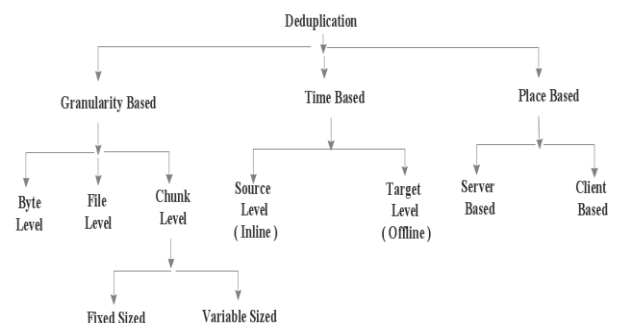 Deduplication
Granularity Based
Time Based
Place Based
Byte
Level
File
Level
Chunk
Level
Source
Level
( Inline )
Target
Level
( Offline )
Server
Based
Client
Based
Fixed Sized
Variable Sized